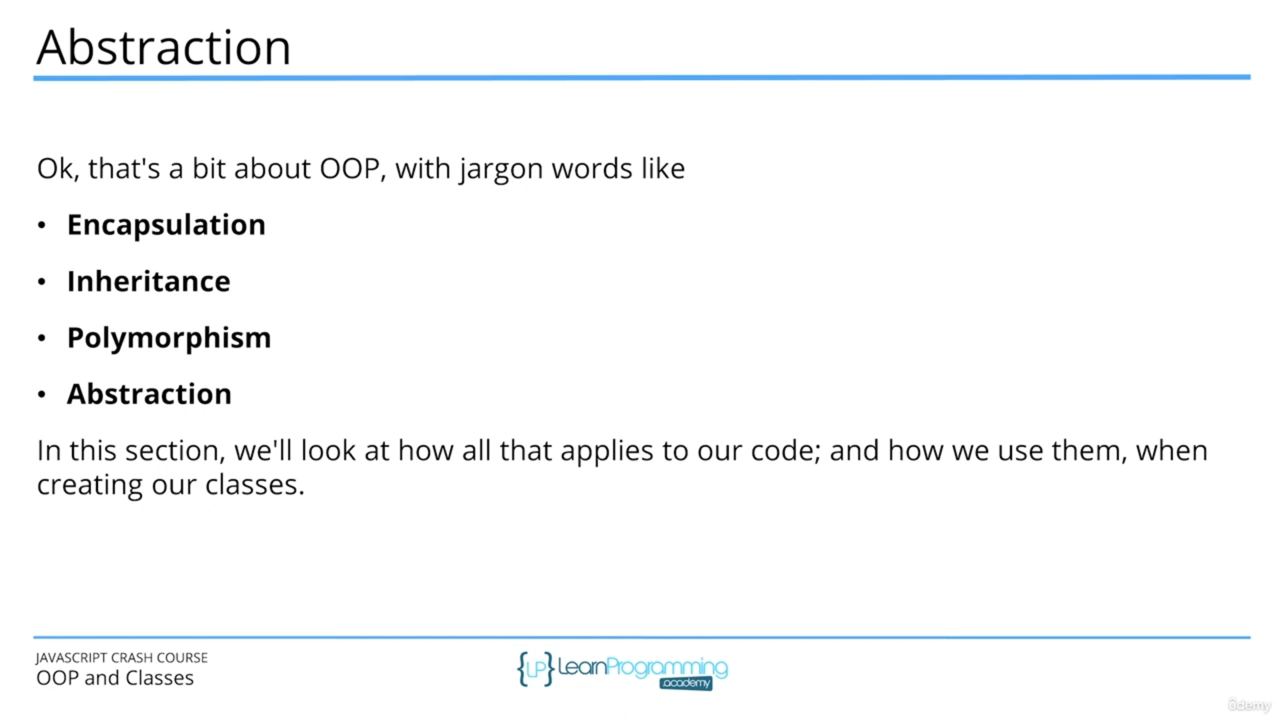 Abstraction
Ok, that's a bit about OOP, with jargon words like
• Encapsulation
• Inheritance
• Polymorphism
• Abstraction
In this section, we'll look at how all that applies to our code; and how we use them, when
creating our classes.
JAVASCRIPT CRASH COURSE
OOP and Classes
{LP} LearnProgramming
academy
ûdemy